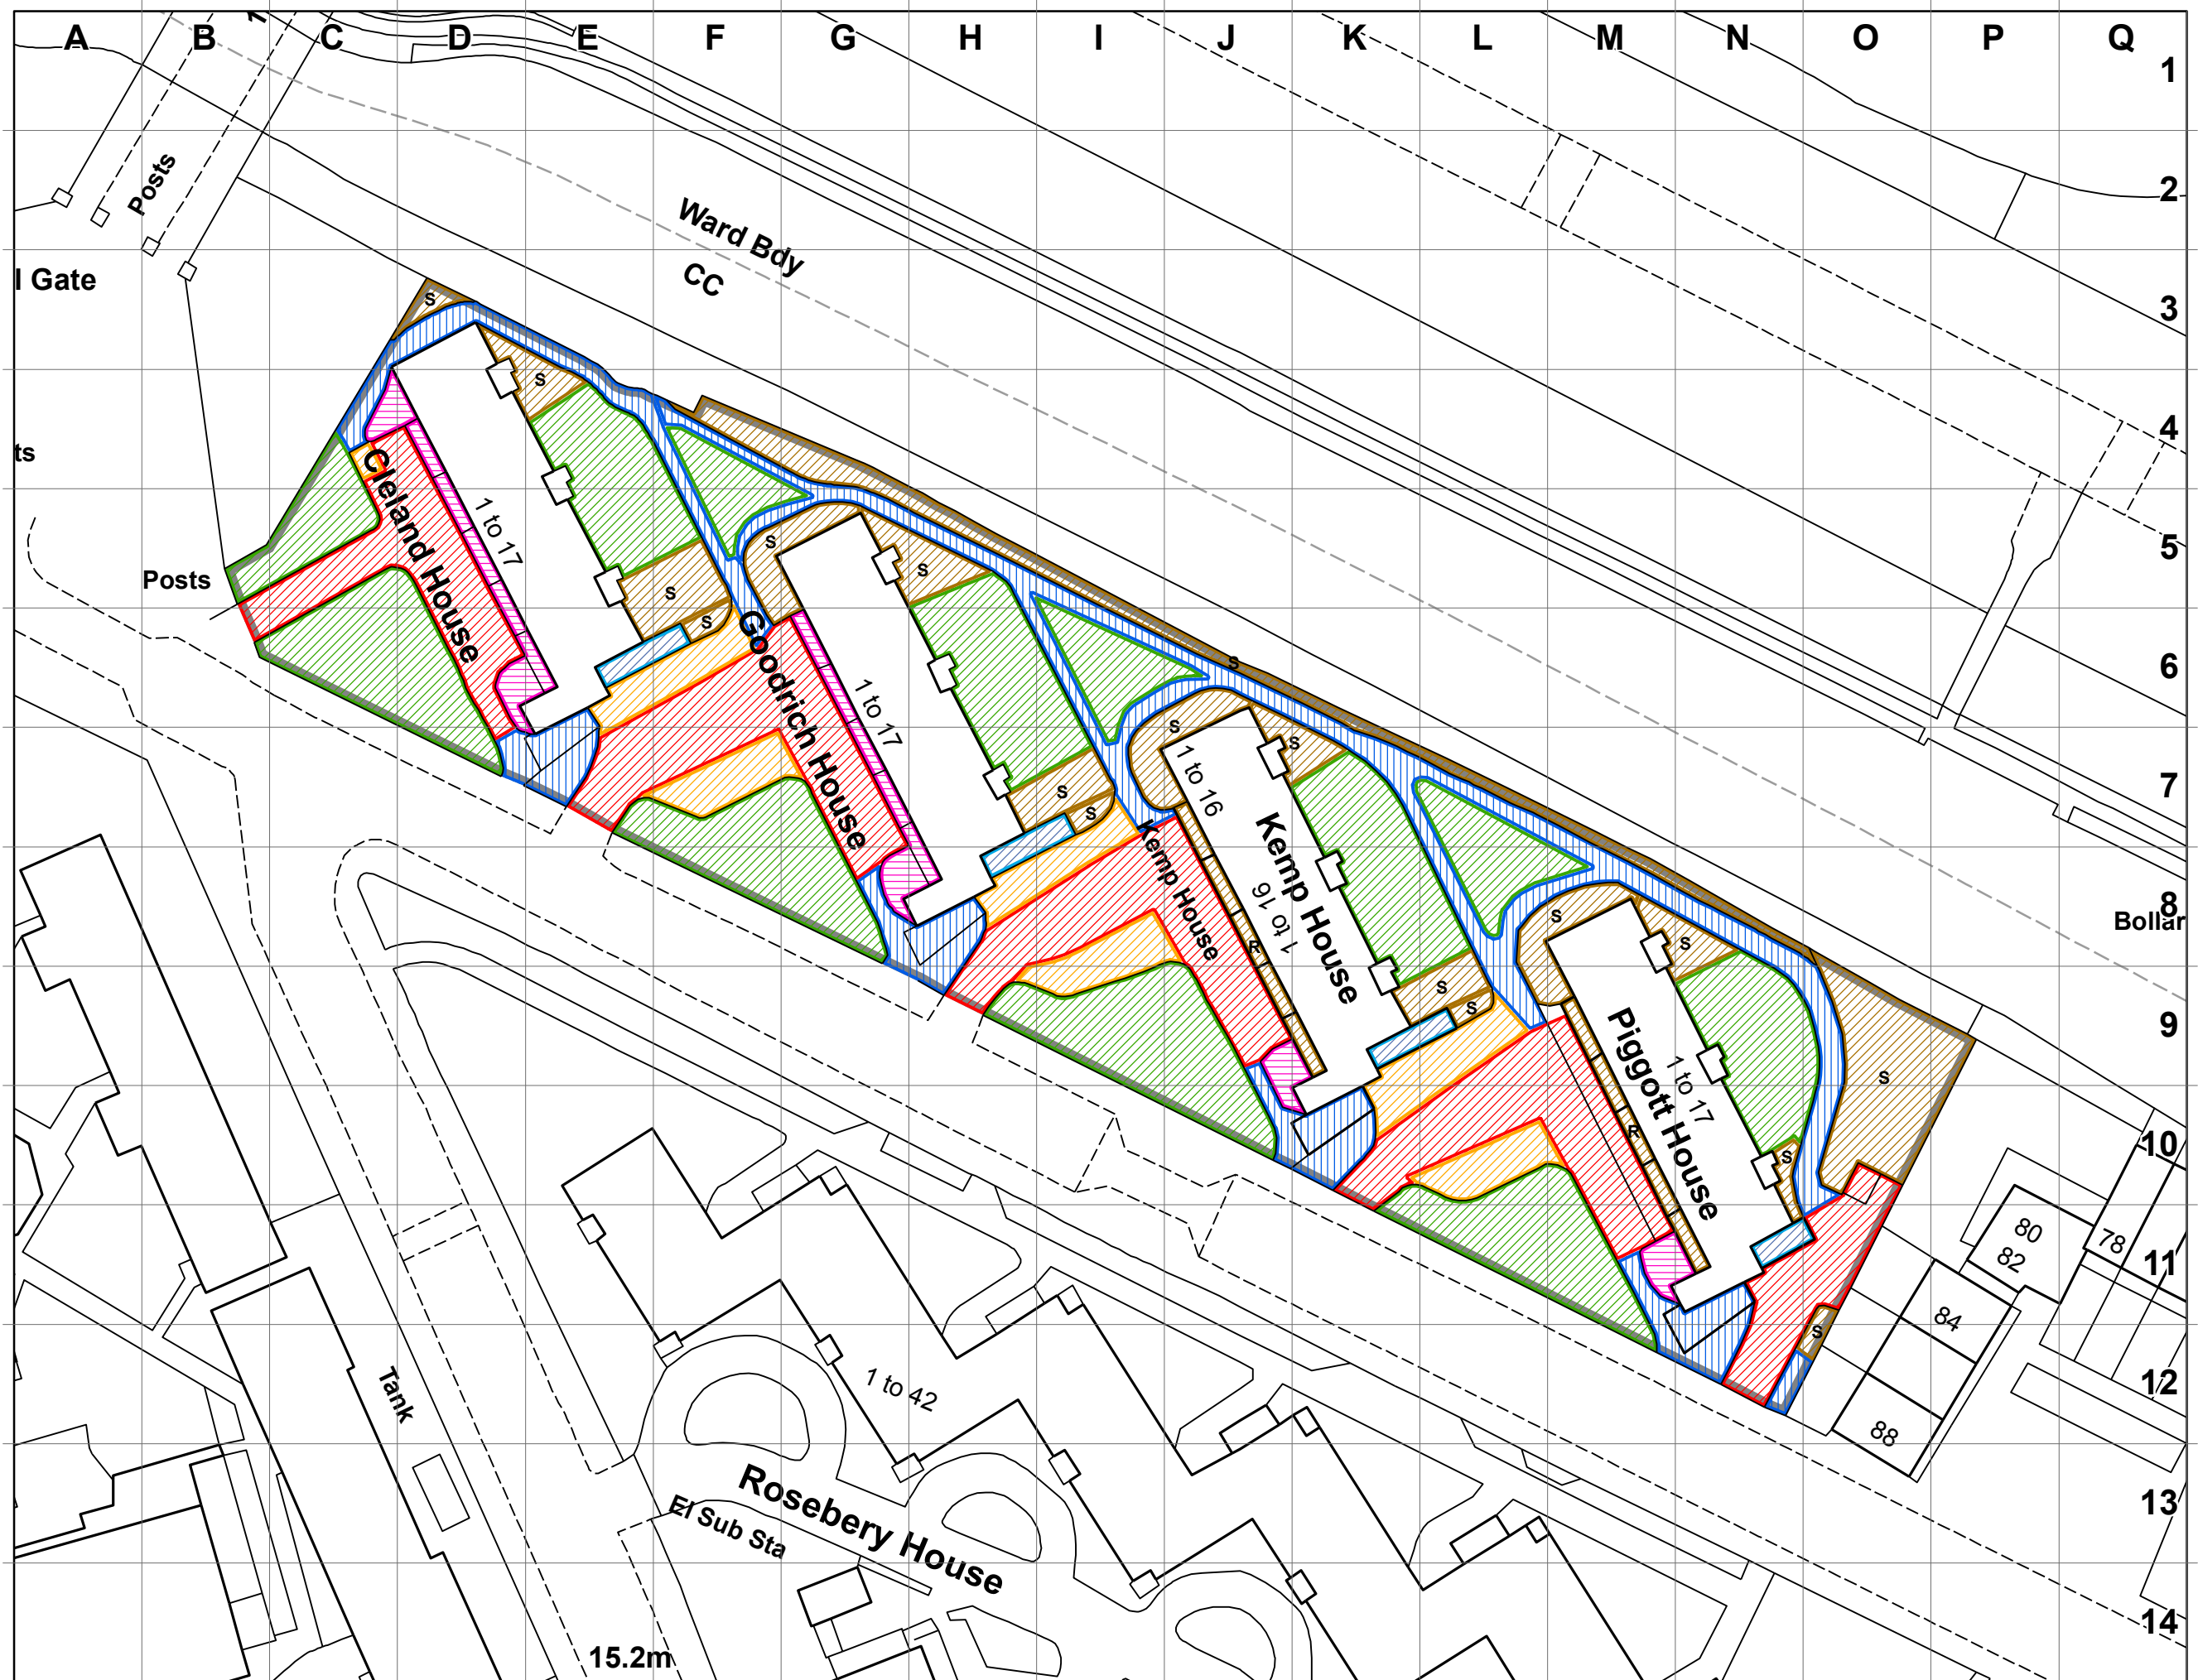 A B C D E F G H I J K L M N O P Q
1
2
3
4
5
6
7
8
9
10
11
12
13
14
Posts
l Gate
Ward Bdy
CC
ts
Posts
S
S
Cleland House
1 to 17
S
S
S
S
Goodrich House
1 to 17
S
S
S
S
S
1 to 16
Kemp House
Kemp House
1 to 16
R
S
S
S
S
Bollar
Piggott House
1 to 17
R
S
S
S
80
82
78
84
88
Tank
1 to 42
Rosebery House
El Sub Sta
15.2m